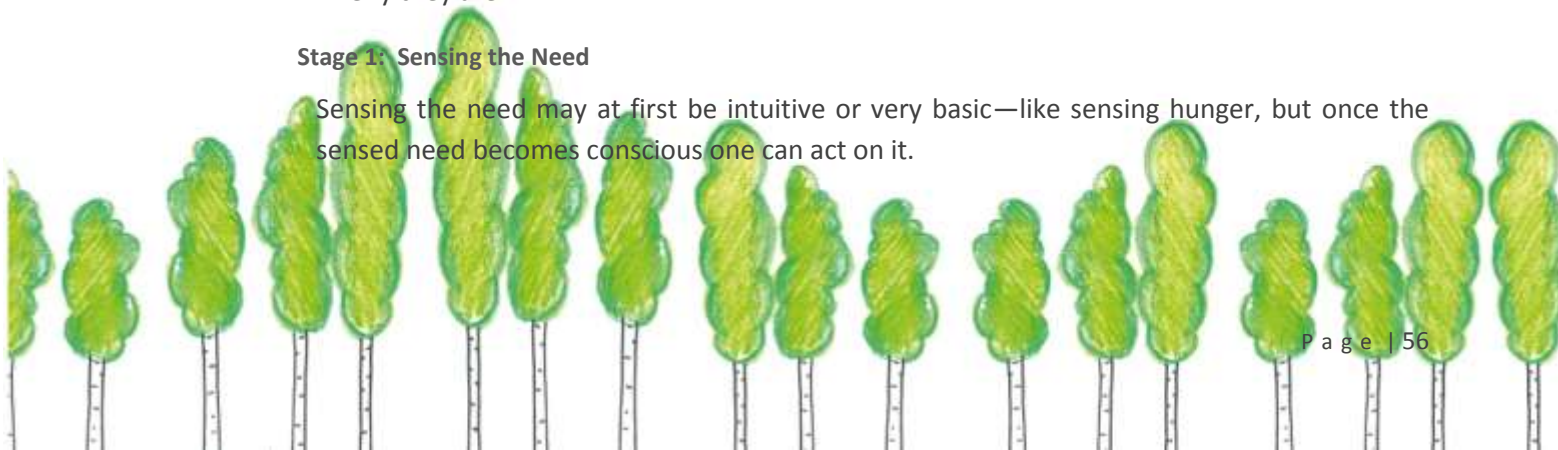 Stage 1: Sensing the Need
Sensing the need may at first be intuitive or very basic—like sensing hunger, but once the
sensed need becomes conscious one can act on it.
P a g e | 56